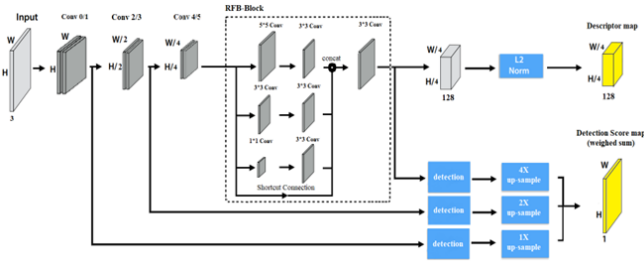 RFB-Block
Input
Conv 0/1
Conv 2/3
Conv 4/5
5*5 Conv
3*3 Conv
3*3 Conv
Descriptor map
W
W
W/2
W/4
concat
W/4
W/4
H
H
H/2
H/4
H/4
L2
Norm
H/4
3*3 Conv
3*3 Conv
3
128
128
1*1 Conv
3*3 Conv
Detection Score map
(weighed sum)
Shortcut Connection
detection
4X
up-sample
W
detection
2X
up-sample
H
detection
1X
up-sample
1